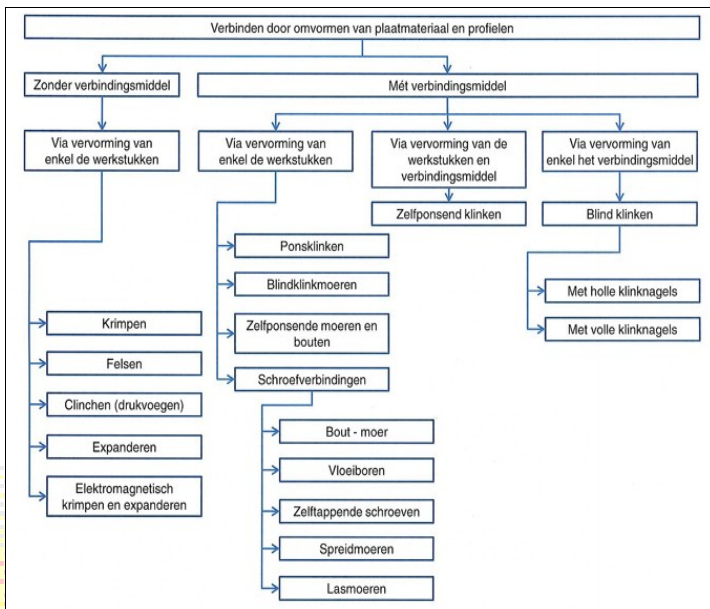 Verbinden door omvormen van plaatmateriaal en profielen
Zonder verbindingsmiddel
Mét verbindingsmiddel
Via vervorming van
enkel de werkstukken
Via vervorming van
enkel de werkstukken
Via vervorming van de
werkstukken en
verbindingsmiddel
Via vervorming van
enkel het verbindingsmiddel
Zelfponsend klinken
Blind klinken
Ponsklinken
Blindklinkmoeren
Zelfponsende moeren en
bouten
Schroefverbindingen
Met holle klinknagels
Met volle klinknagels
Krimpen
Felsen
Clinchen (drukvoegen)
Expanderen
Elektromagnetisch
krimpen en expanderen
Bout - moer
Vloeiboren
Zelftappende schroeven
Spreidmoeren
Lasmoeren